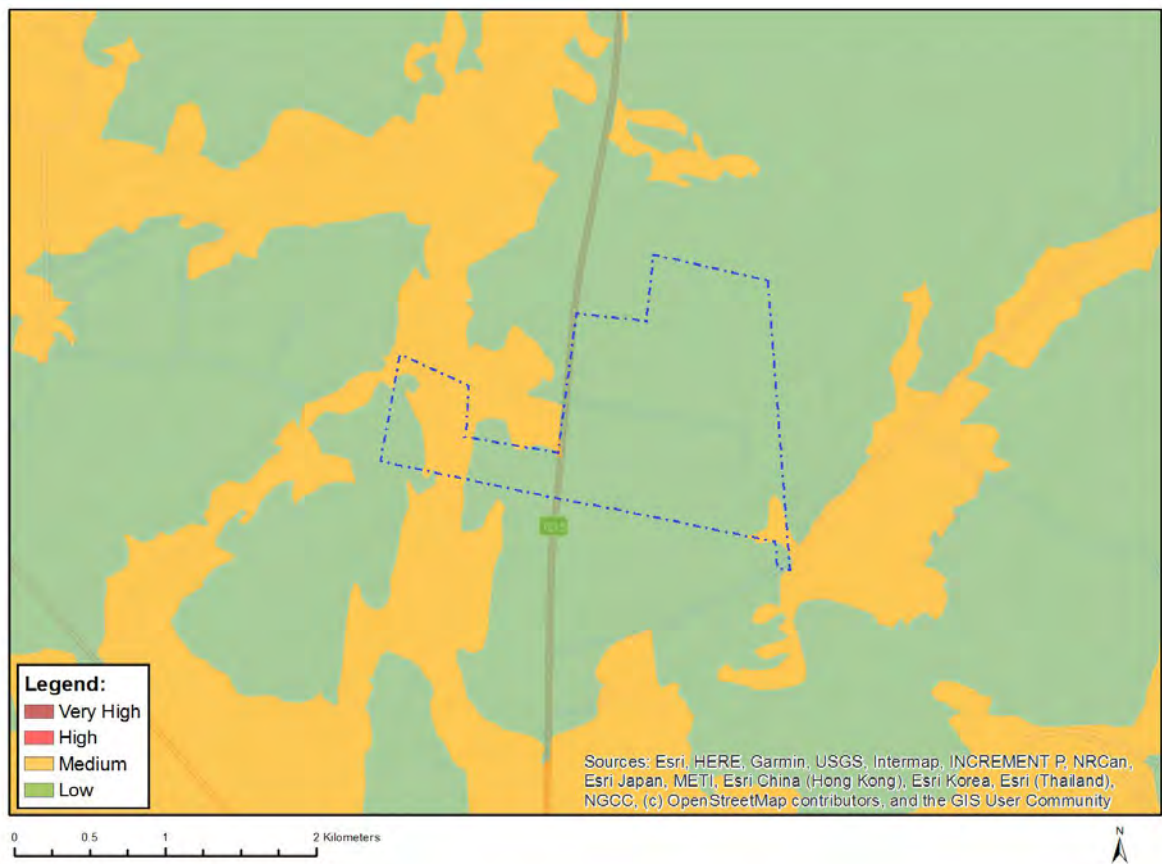 Legend:
Very High
High
Medium
Low
Sources: Esri, HERE, Garmin, USGS, Intermap, INCREMENT P, NRCan,
Esri Japan, METI, Esri China (Hong Kong), Esri Korea, Esri (Thailand),
NGCC, (c) OpenStreetMap contributors, and the GIS User Community
0 0.5 1 2 Kilometers
N